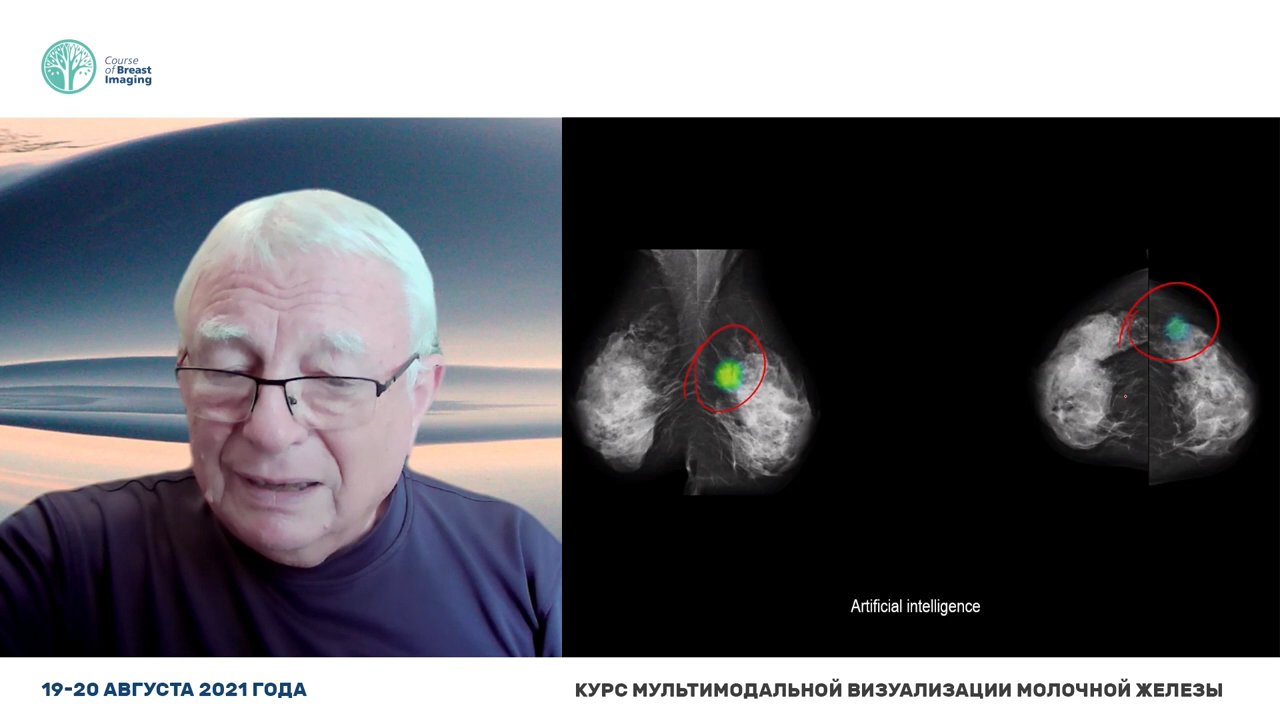 Course
of Breast
Imaging
Artificial intelligence
19-20 АВГУСТА 2021 ГОДА
КУРС МУЛЬТИМОДАЛЬНОЙ ВИЗУАЛИЗАЦИИ МОЛОЧНОЙ ЖЕЛЕЗЫ